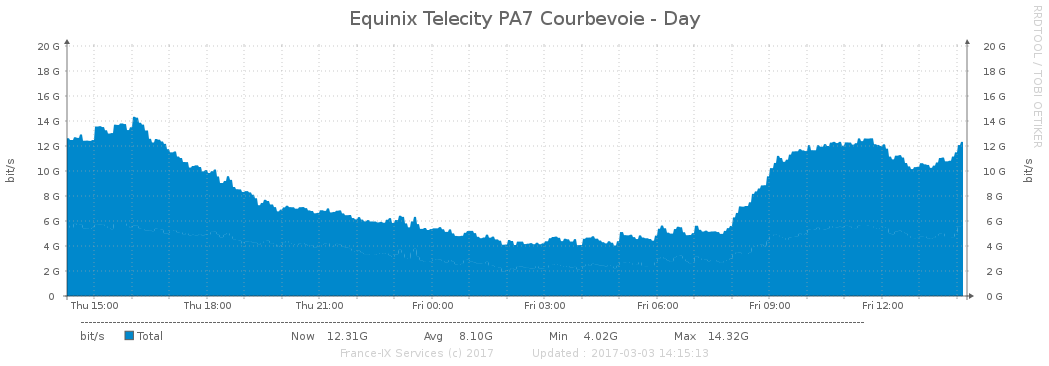 Equinix Telecity PA7 Courbevoie - Day
RRDTOOL / TOBI OETIKER
20 G 20 G
18 G 18 G
16 G 16 G
14 G 14 G
12 G 12 G
10 G 10 G
8 G 8 G
6 G 6 G
4 G 4 G
2 G 2 G
0 0 G
bit/s bit/s
Thu 15:00 Thu 18:00 Thu 21:00 Fri 00:00 Fri 03:00 Fri 06:00 Fri 09:00 Fri 12:00
bit/s Total Now 12.31G Avg 8.10G Min 4.02G Max 14.32G
France-IX Services (c) 2017 Updated : 2017-03-03 14:15:13